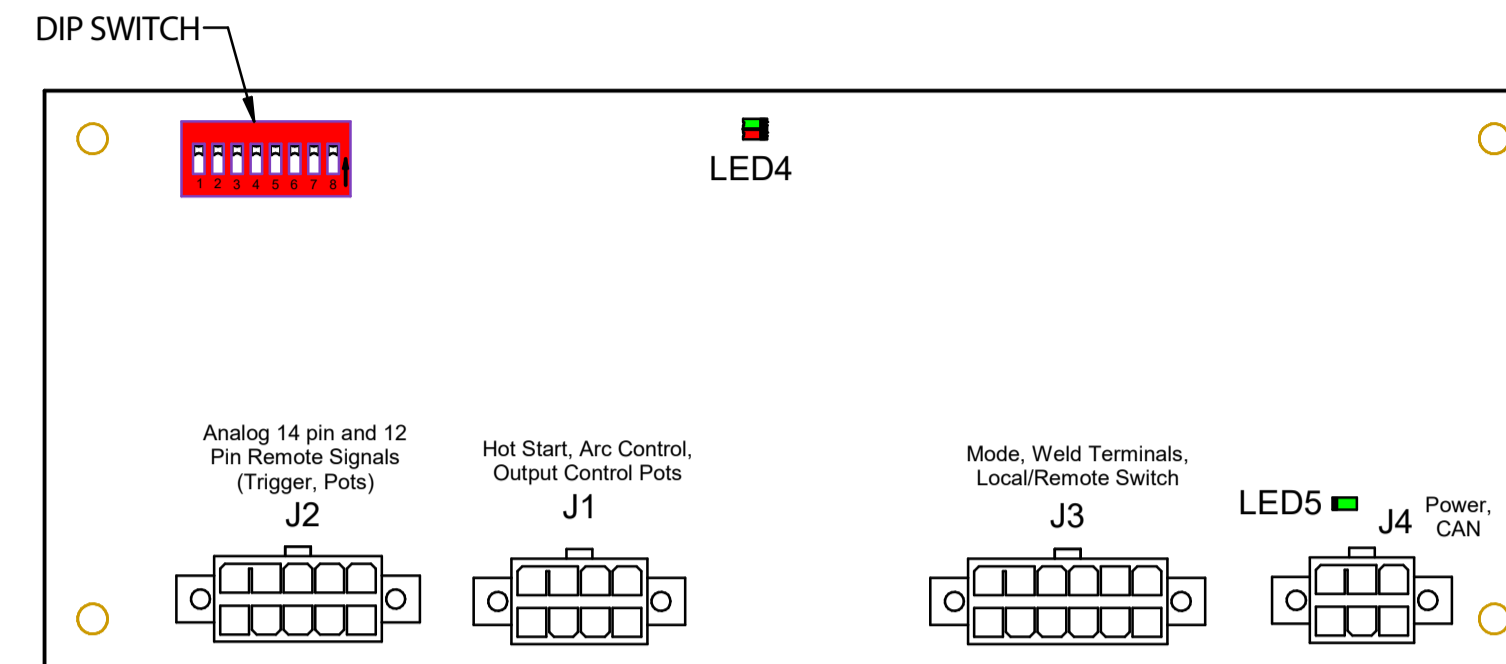 DIP SWITCH
LED4
1 2 3 4 5 6 7 8
Analog 14 pin and 12
Pin Remote Signals
(Trigger, Pots)
J2
Hot Start, Arc Control,
Output Control Pots
J1
Mode, Weld Terminals,
Local/Remote Switch
J3
LED5
J4
Power,
CAN